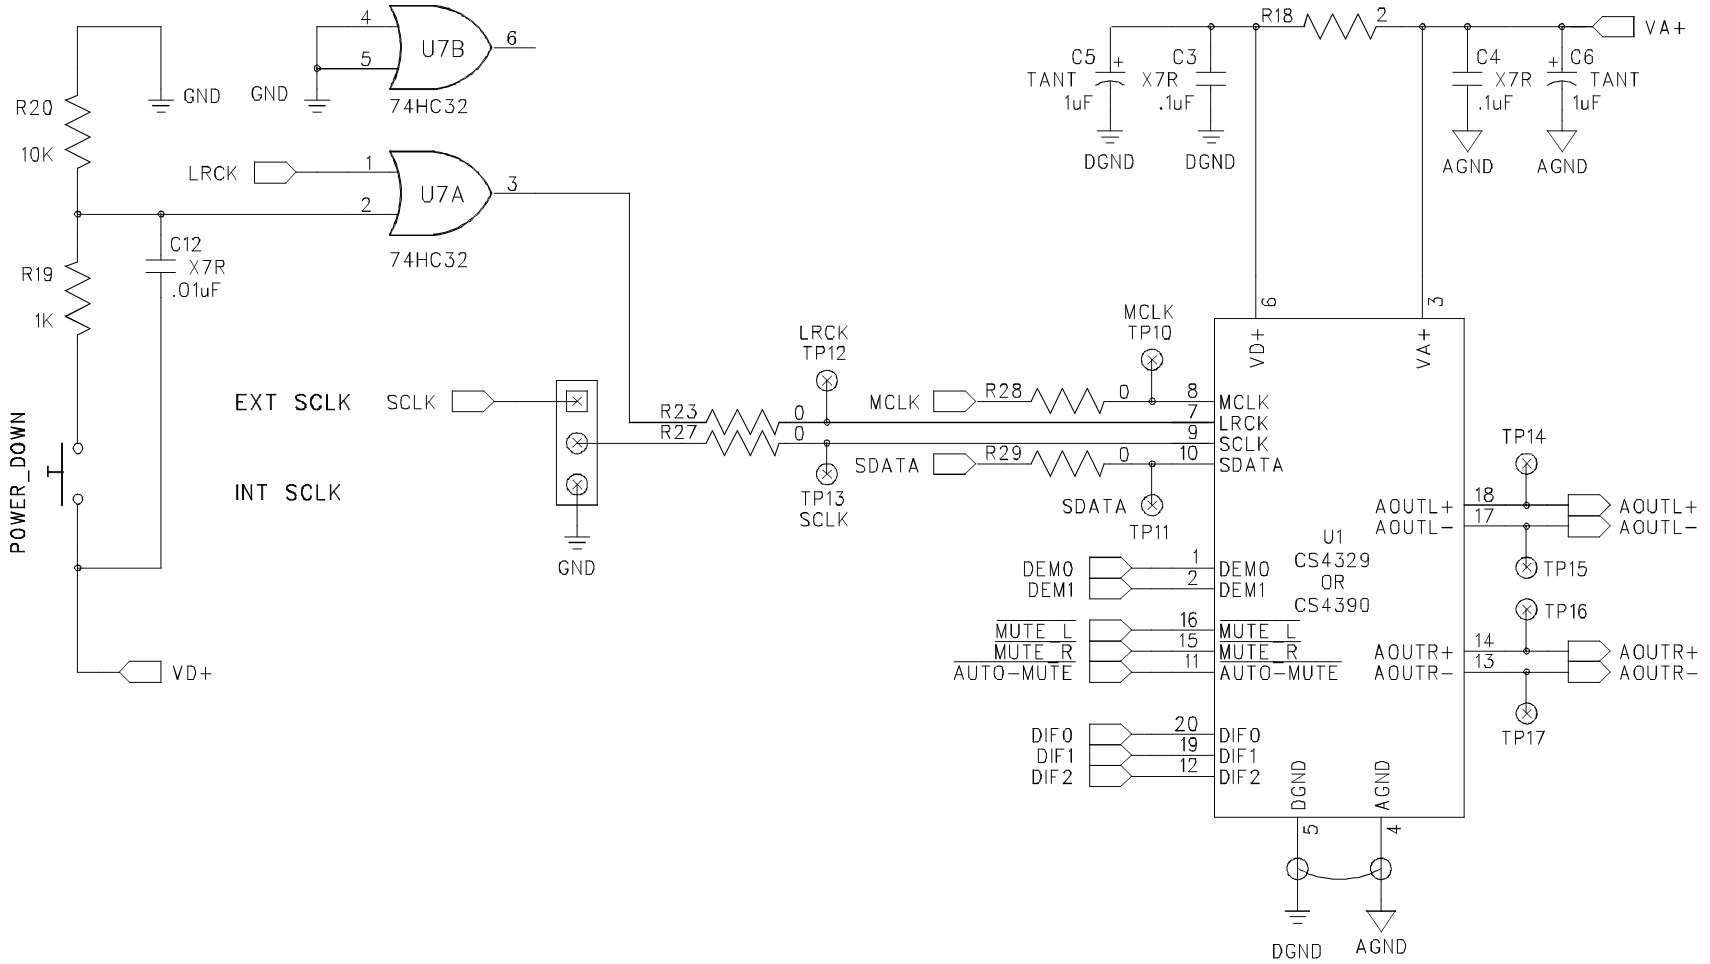 4
5
U7B
6
74HC32
GND
GND
R20
10K
LRCK
1
2
U7A
3
74HC32
C12
X7R
.01uF
R19
1K
POWER_DOWN
VD+
EXT SCLK
SCLK
INT SCLK
GND
R23
0
R27
0
LRCK
TP12
TP13
SCLK
MCLK
TP10
MCLK
R28
0
8
MCLK
7
LRCK
9
SCLK
SDATA
R29
0
10
SDATA
SDATA
TP11
R18
2
VA+
C5
+
TANT
1uF
DGND
C3
X7R
.1uF
DGND
C4
X7R
.1uF
AGND
+
C6
TANT
1uF
AGND
6
VD+
3
VA+
U1
CS4329
OR
CS4390
DEM0
1
DEM0
DEM1
2
DEM1
MUTE_L
16
MUTE_L
MUTE_R
15
MUTE_R
AUTO-MUTE
11
AUTO-MUTE
DIF0
20
DIF0
DIF1
19
DIF1
DIF2
12
DIF2
TP14
AOUTL+
18
AOUTL+
AOUTL-
17
AOUTL-
TP15
TP16
AOUTR+
14
AOUTR+
AOUTR-
13
AOUTR-
TP17
DGND
5
AGND
4
DGND
AGND